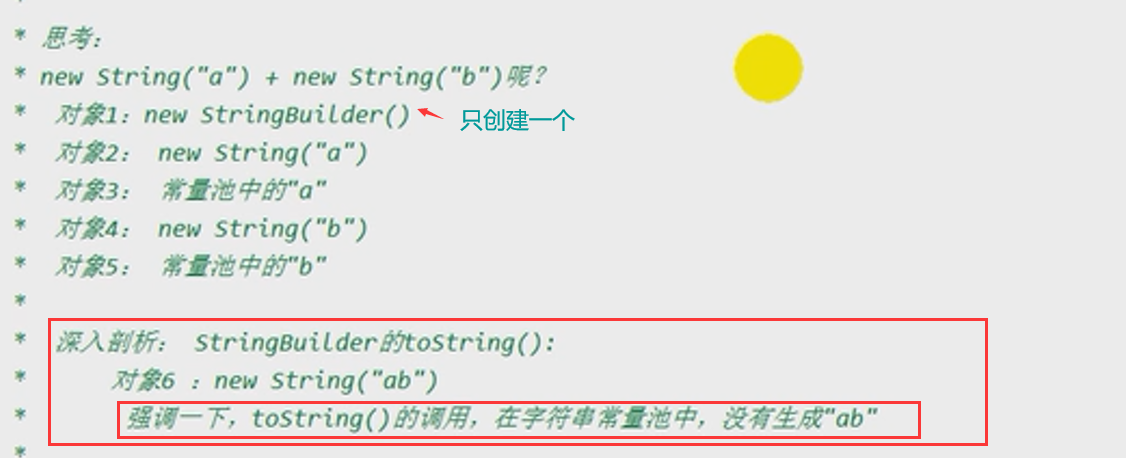 *
* 思考：
* new String("a") + new String("b")呢？
* 对象1：new StringBuilder() 只创建一个
* 对象2： new String("a")
* 对象3： 常量池中的"a"
* 对象4： new String("b")
* 对象5： 常量池中的"b"
*
* 深入剖析： StringBuilder的toString():
* 对象6 ：new String("ab")
* 强调一下，toString()的调用，在字符串常量池中，没有生成"ab"
*